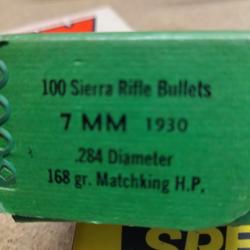 100 Sierra Rifle Bullets
7 MM 1930
.284 Diameter
168 gr. Matchking H.P.